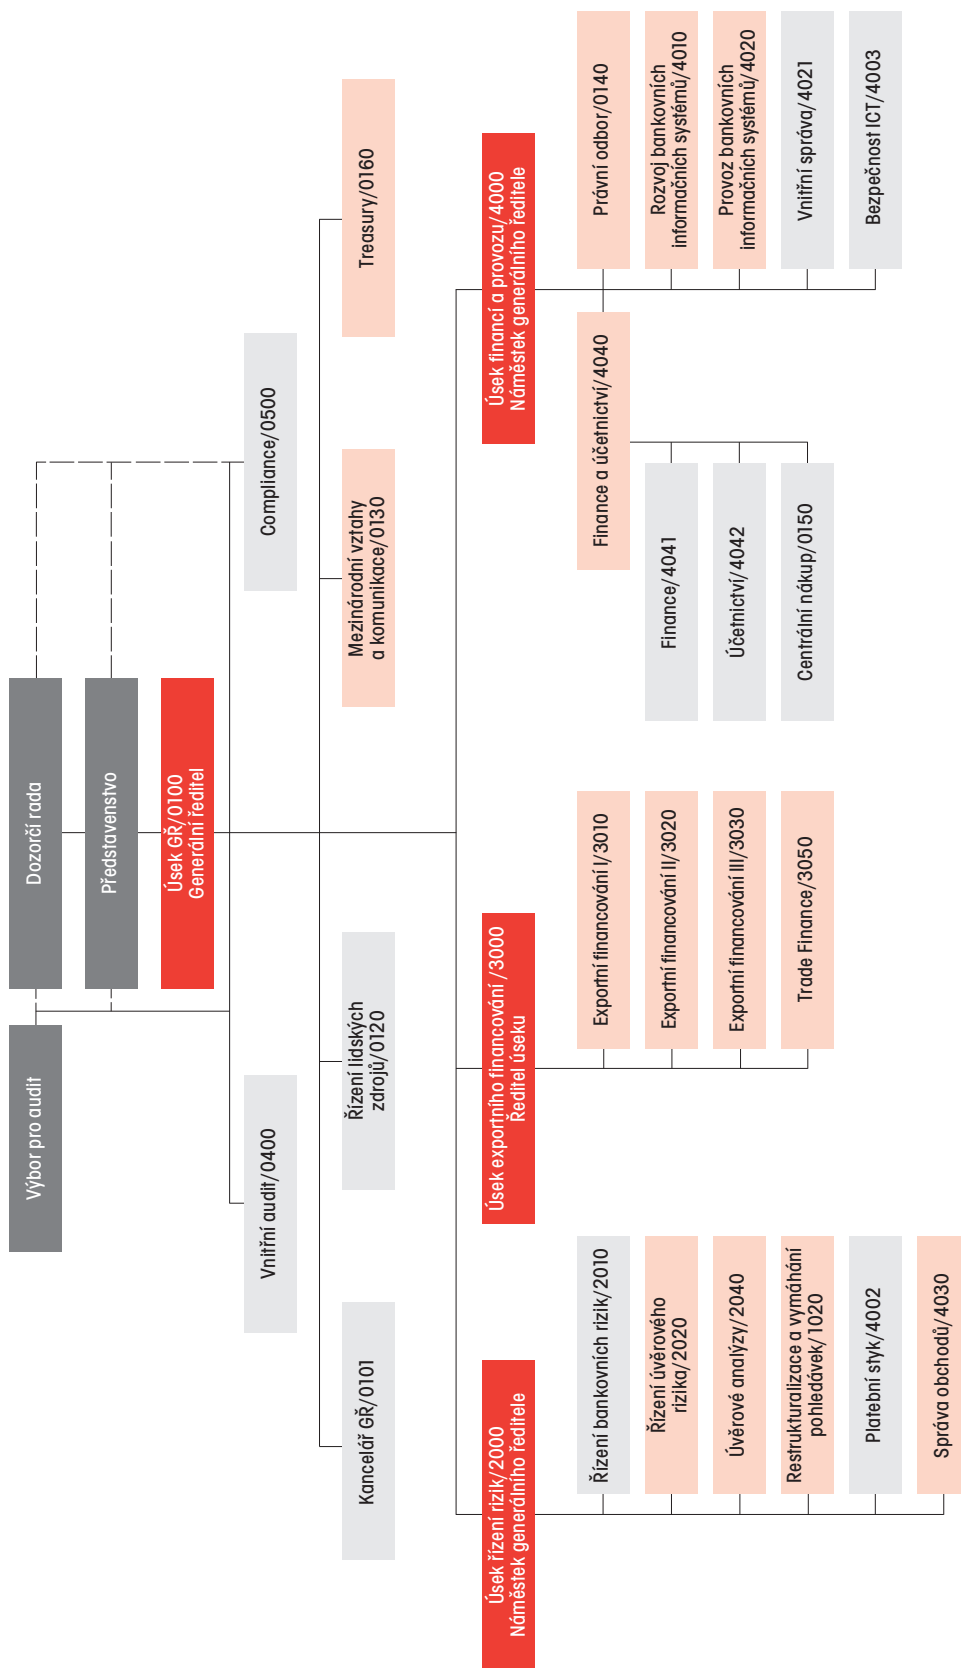 Výbor pro audit
Dozorčí rada
Představenstvo
Úsek GŘ/0100
Generální ředitel
Vnitřní audit/0400
Compliance/0500
Kancelář GŘ/0101
Řízení lidských
zdrojů/0120
Mezinárodní vztahy
a komunikace/0130
Treasury/0160
Úsek řízení rizik/2000
Náměstek generálního ředitele
Úsek exportního financování /3000
Ředitel úseku
Úsek financí a provozu/4000
Náměstek generálního ředitele
Řízení bankovních rizik/2010
Řízení úvěrového
rizika/2020
Úvěrové analýzy/2040
Restrukturalizace a vymáhání
pohledávek/1020
Platební styk/4002
Správa obchodů/4030
Exportní financování I/3010
Exportní financování II/3020
Exportní financování III/3030
Trade Finance/3050
Finance a účetnictví/4040
Finance/4041
Účetnictví/4042
Centrální nákup/0150
Právní odbor/0140
Rozvoj bankovních
informačních systémů/4010
Provoz bankovních
informačních systémů/4020
Vnitřní správa/4021
Bezpečnost ICT/4003